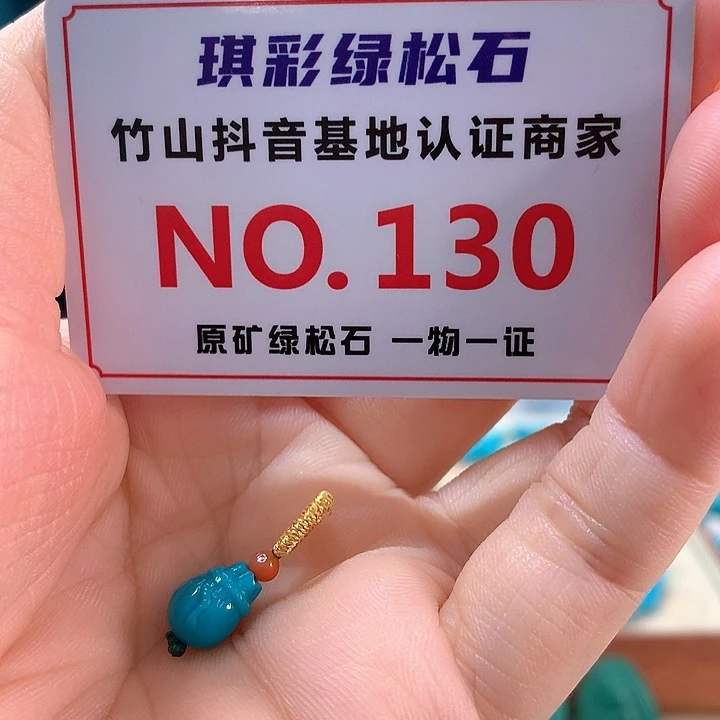 琪彩绿松石
竹山抖音基地认证商家
NO.130
原矿绿松石 一物一证